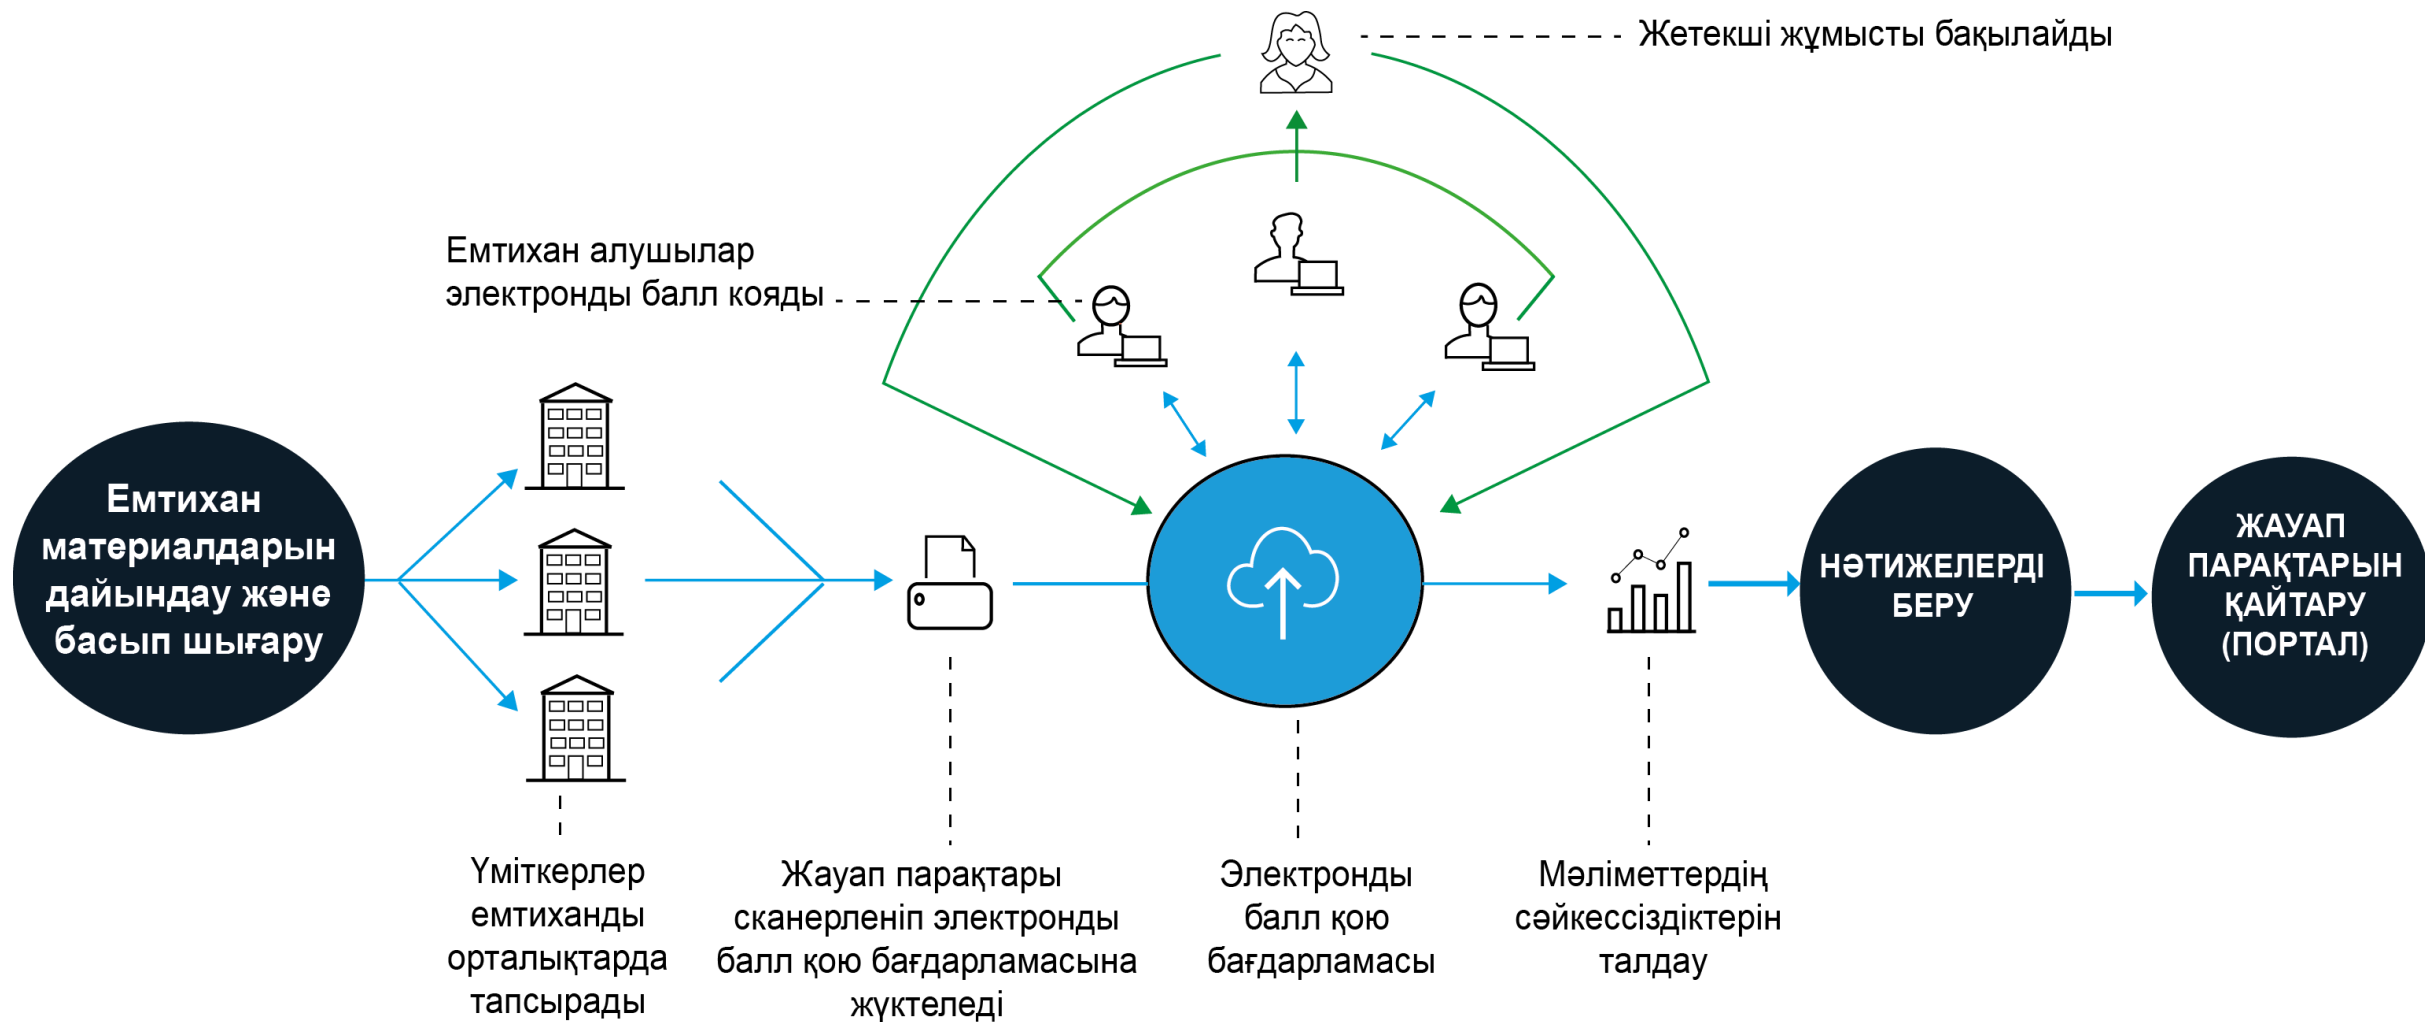 Жетекші жұмысты бақылайды
Емтихан алушылар
электронды балл кояды
Емтихан
материалдарын
дайындау және
басып шығару
НӘТИЖЕЛЕРДІ
БЕРУ
ЖАУАП
ПАРАҚТАРЫН
ҚАЙТАРУ
(ПОРТАЛ)
Үміткерлер
емтиханды
орталықтарда
тапсырады
Жауап парақтары
сканерленіп электронды
балл қою бағдарламасына
жүктеледі
Электронды
балл қою
бағдарламасы
Мәліметтердің
сәйкессіздіктерін
талдау